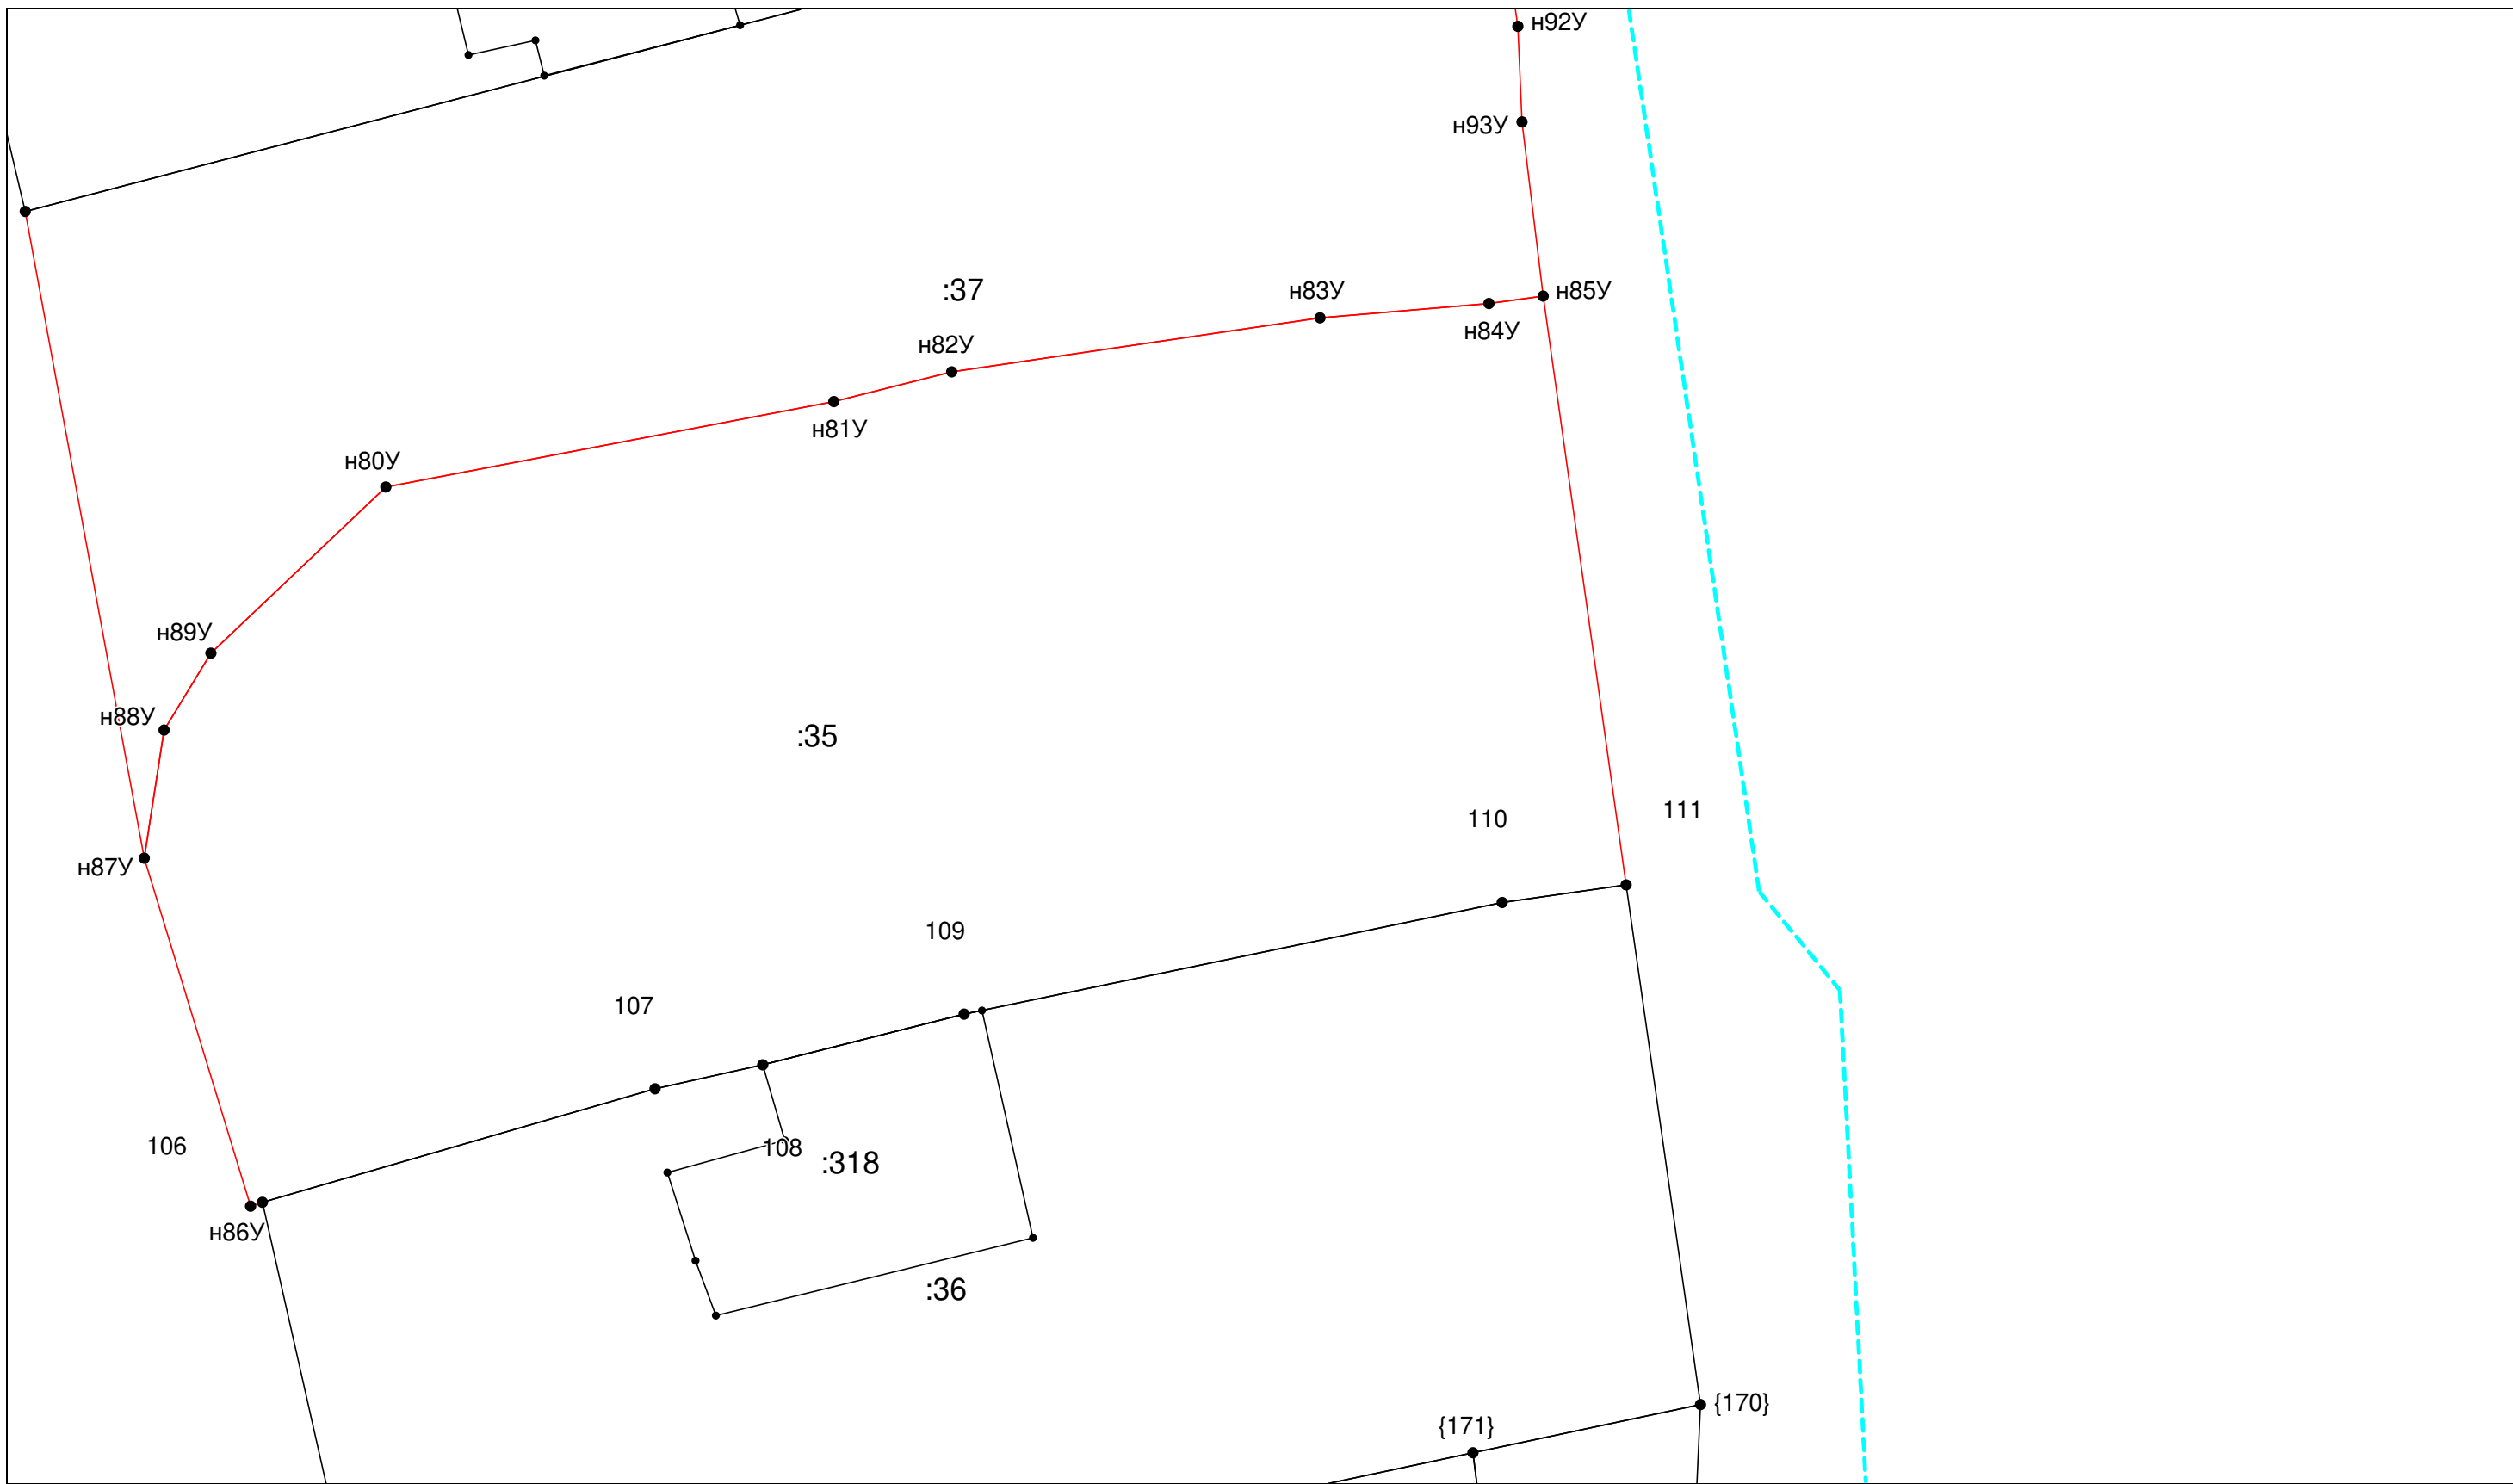 н92У
н93У
:37
н83У
н85У
н84У
н82У
н81У
н80У
н89У
н88У
:35
111
110
н87У
109
107
106
108
:318
н86У
:36
{170}
{171}